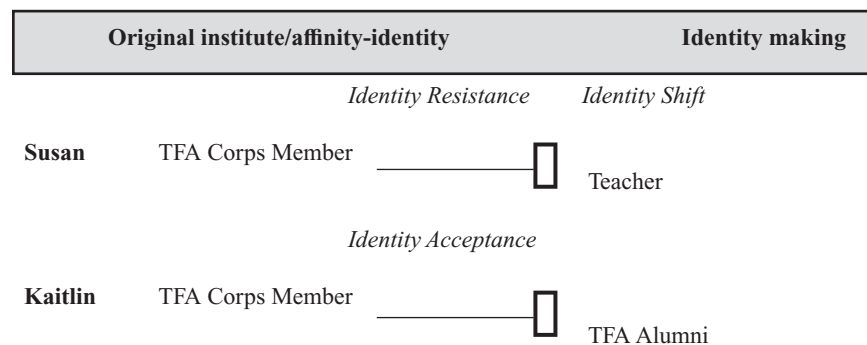 Original institute/affinity-identity Identity making
Identity Resistance Identity Shift
Susan TFA Corps Member
Teacher
Identity Acceptance
Kaitlin TFA Corps Member
TFA Alumni